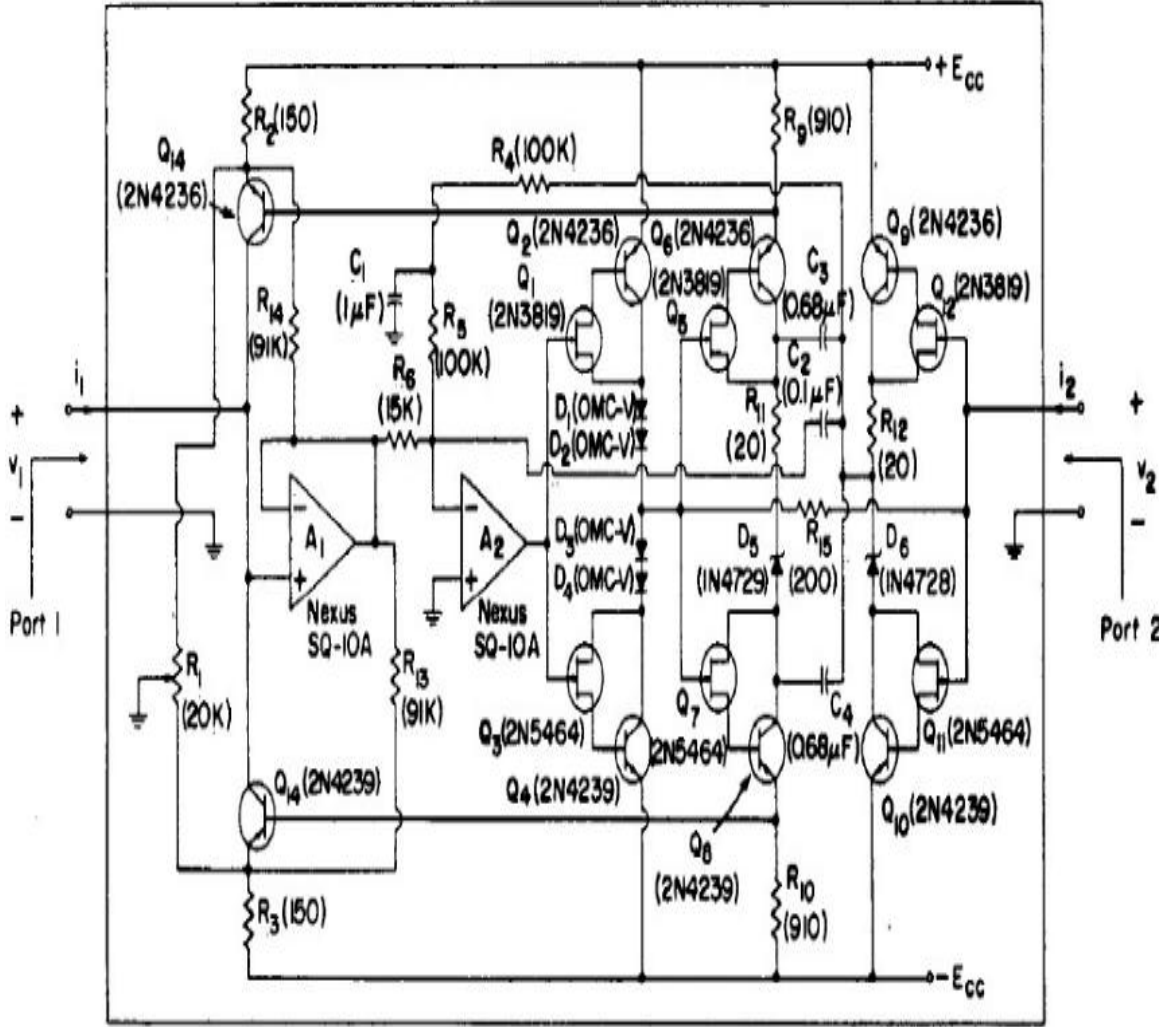 +E_CC
R2(150)
R9(910)
Q14
(2N4236)
R4(100K)
Q2(2N4236)
Q6(2N4236)
Q9(2N4236)
C1
(1μF)
Q1
(2N3819)
(2N3819)
Q5
C3
(0.68μF)
Q12(2N3819)
R14
(91K)
R5
(100K)
C2
(0.1μF)
i1
R6
(15K)
D1(OMC-V)
D2(OMC-V)
R11
(20)
R12
(20)
i2
+
v1
-
+
v2
-
-
A1
+
Nexus
SQ-10A
-
A2
+
Nexus
SQ-10A
D3(OMC-V)
D4(OMC-V)
D5
(1N4729)
R15
(200)
D6
(1N4728)
Port 1
Port 2
R1
(20K)
R13
(91K)
Q3(2N5464)
Q7
(2N5464)
C4
(0.68μF)
Q11(2N5464)
Q14(2N4239)
Q4(2N4239)
Q8
(2N4239)
Q10(2N4239)
R3(150)
R10
(910)
-E_CC